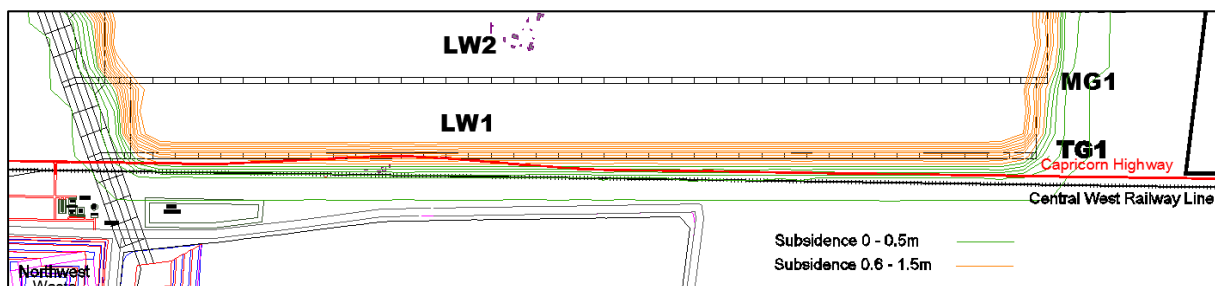 LW2
MG1
LW1
TG1
Capricorn Highway
Central West Railway Line
Subsidence 0 - 0.5m
Subsidence 0.6 - 1.5m
Northwest